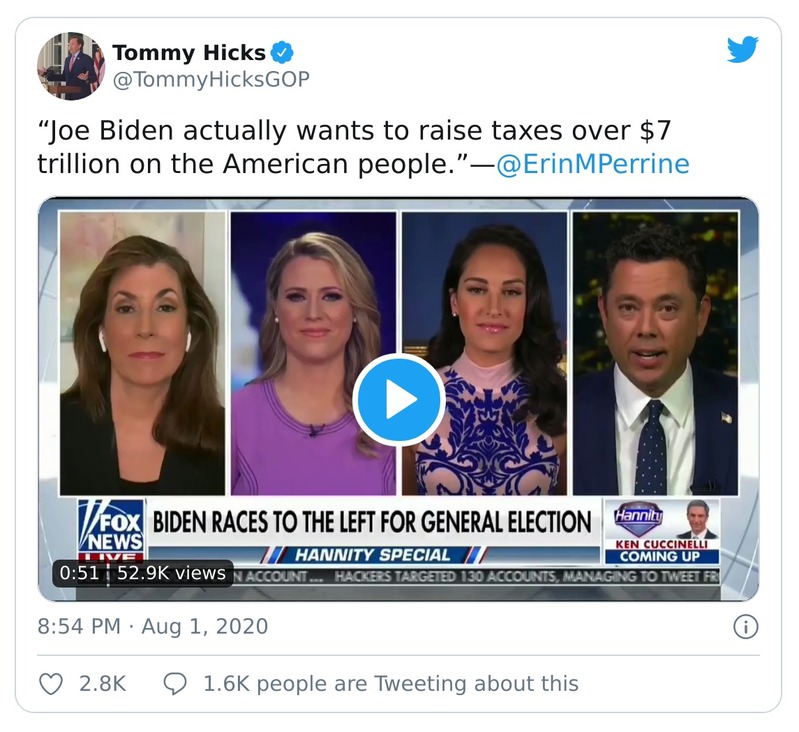 Tommy Hicks
@TommyHicksGOP
“Joe Biden actually wants to raise taxes over $7
trillion on the American people.”—@ErinMPerrine
FOX
NEWS
LIVE
BIDEN RACES TO THE LEFT FOR GENERAL ELECTION
HANNITY SPECIAL
Hannity
KEN CUCCINELLI
COMING UP
0:51 52.9K views
N ACCOUNT... HACKERS TARGETED 130 ACCOUNTS, MANAGING TO TWEET FR
8:54 PM · Aug 1, 2020
2.8K 1.6K people are Tweeting about this